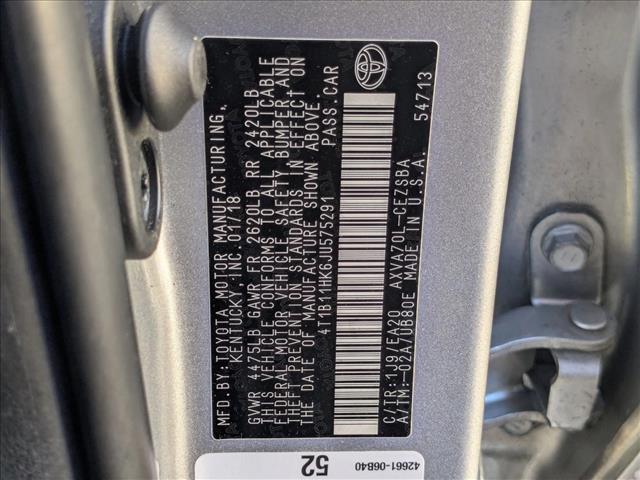 MFD.BY:TOYOTA MOTOR MANUFACTURING,
KENTUCKY, INC. 01/18
GVWR 4475LB GAWR FR 2620LB RR 2420LB
THIS VEHICLE CONFORMS TO ALL APPLICABLE
FEDERAL MOTOR VEHICLE SAFETY BUMPER AND
THEFT PREVENTION STANDARDS IN EFFECT ON
THE DATE OF MANUFACTURE SHOWN ABOVE.
4T1B11HK6JU575291 PASS.CAR
C/TR:1J9/EA20 AXVA70L-CEZSBA
A/TM:-02A/UB80E MADE IN U.S.A. 54713
52
42661-06B40